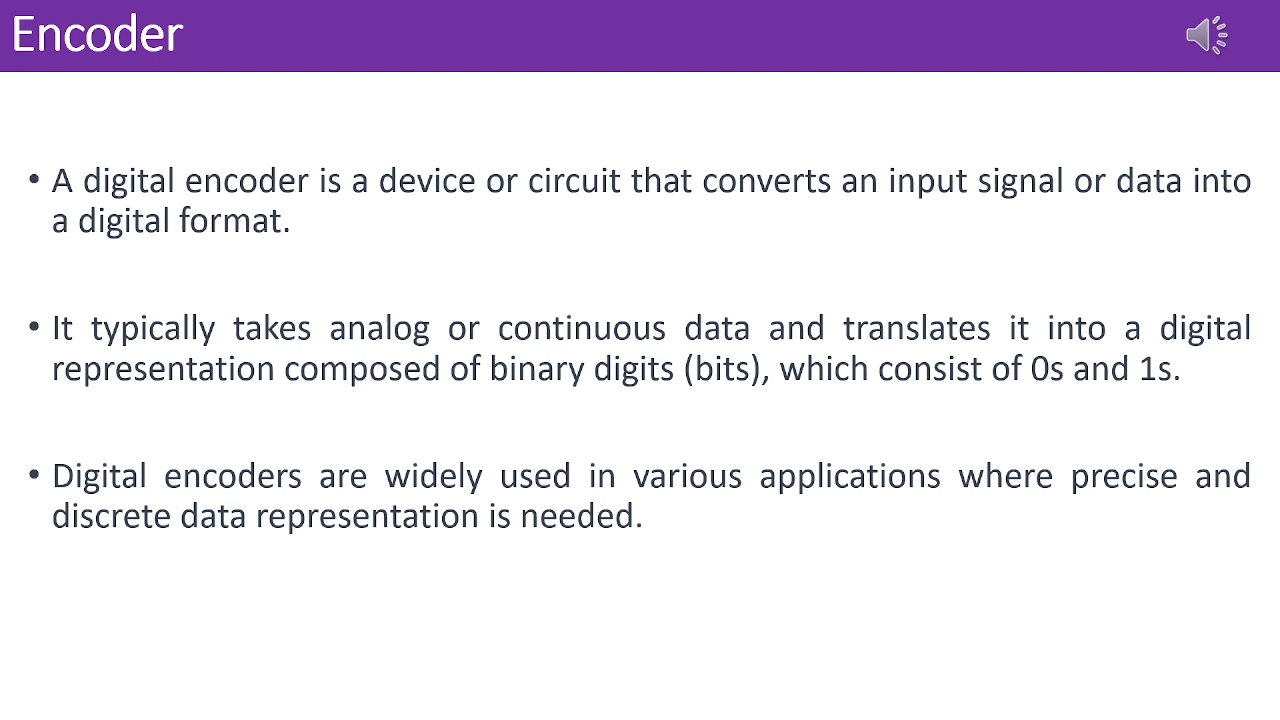 Encoder
• A digital encoder is a device or circuit that converts an input signal or data into
a digital format.
• It typically takes analog or continuous data and translates it into a digital
representation composed of binary digits (bits), which consist of 0s and 1s.
• Digital encoders are widely used in various applications where precise and
discrete data representation is needed.